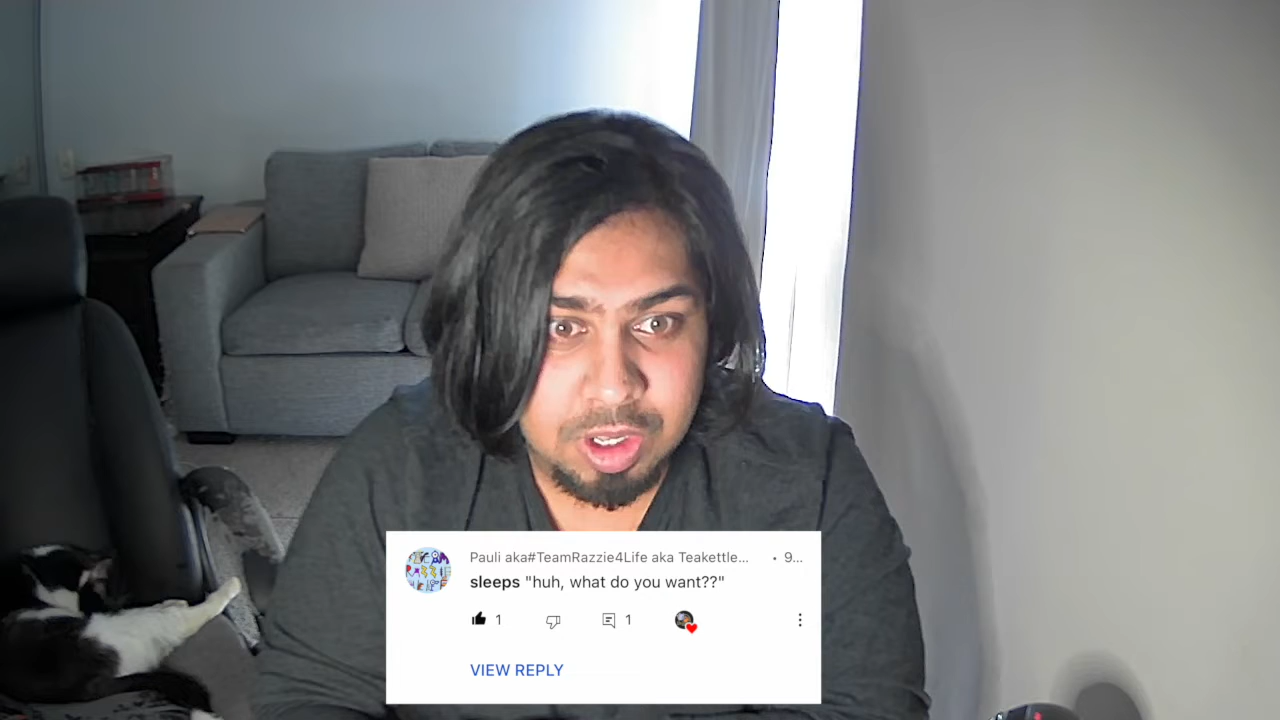 Pauli aka#TeamRazzie4Life aka Teakettle... • 9...
sleeps "huh, what do you want??"
1 1
VIEW REPLY